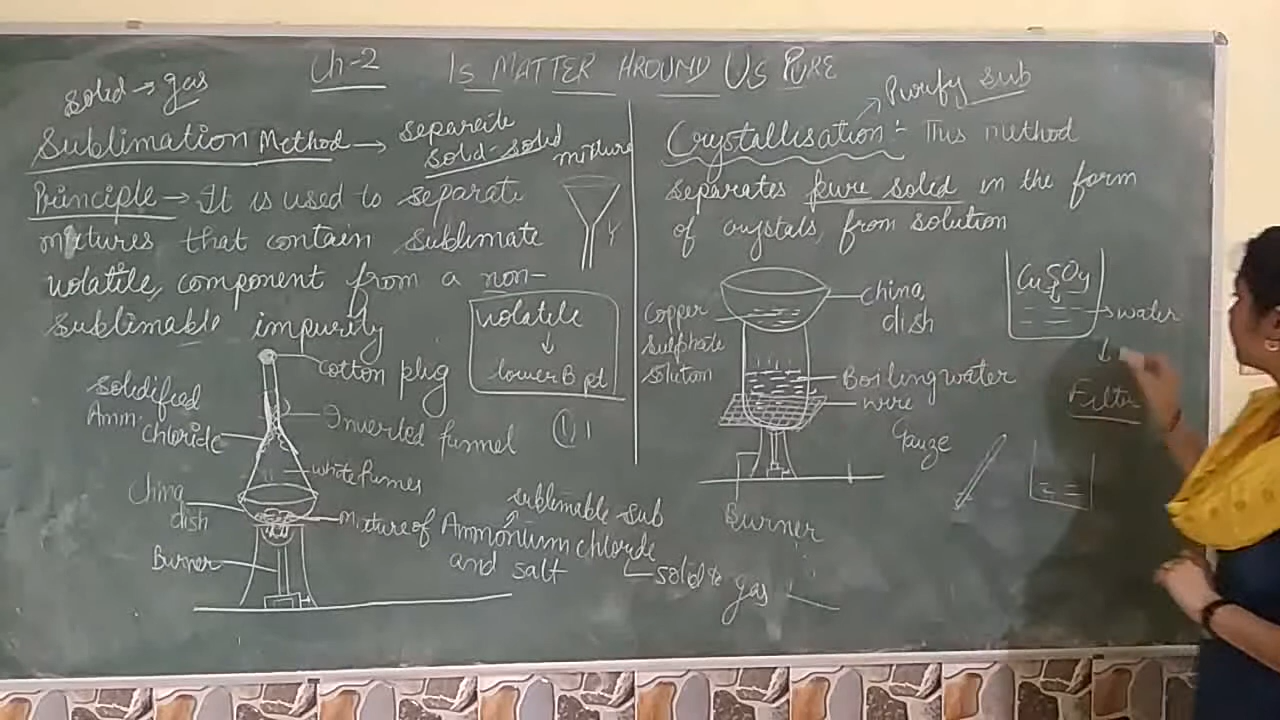 Ch-2 IS MATTER AROUND US PURE
solid → gas
Sublimation Method → separate
solid-solid
mixture
Principle → It is used to separate
mixtures that contain sublimate
volatile, component from a non-
sublimable impurity
volatile
↓
lower B pt
cotton plug
solidified
Amm
chloride
Inverted funnel
white fumes
China
dish
sublimable sub
Mixture of Ammonium chloride
and salt
solid to
gas
Burner
Purify sub
Crystallisation :- This method
separates pure solid in the form
of crystals, from solution
China
dish
Copper
Sulphate
Solution
Boiling water
wire
Gauze
Burner
CuSO4
water
↓
Filter